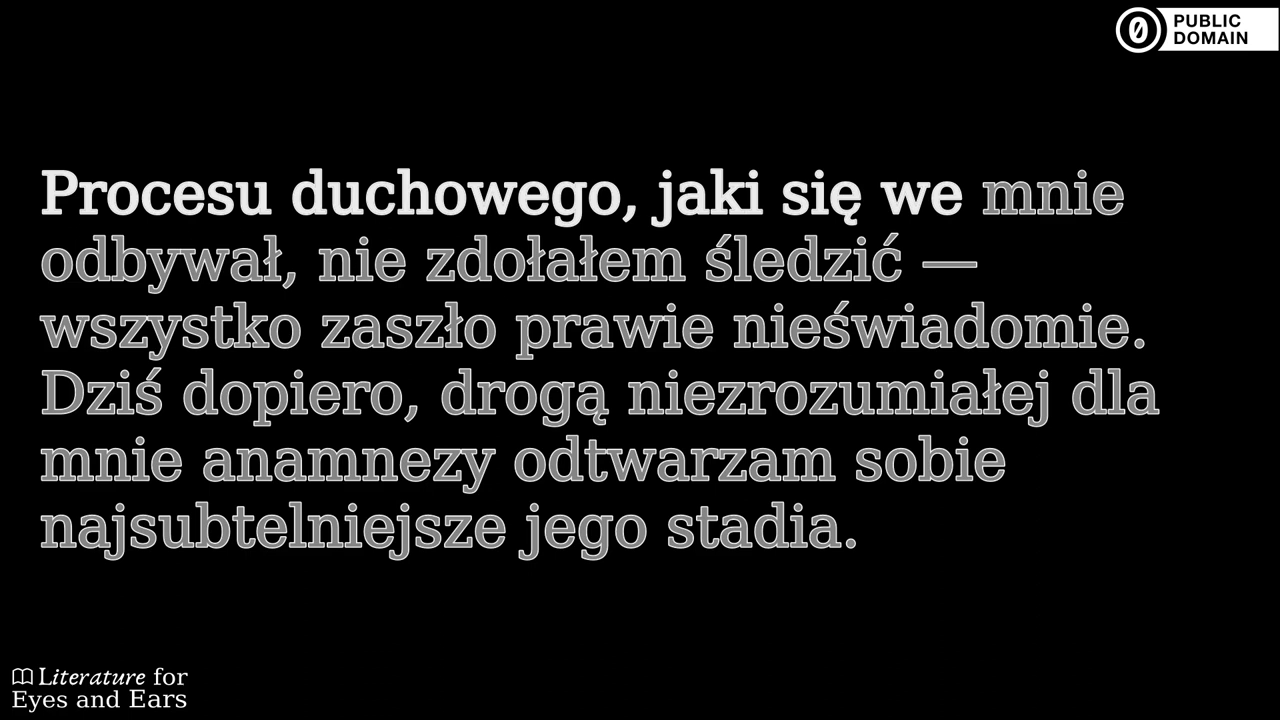 PUBLIC
DOMAIN
Procesu duchowego, jaki się we mnie
odbywał, nie zdołałem śledzić —
wszystko zaszło prawie nieświadomie.
Dziś dopiero, drogą niezrozumiałej dla
mnie anamnezy odtwarzam sobie
najsubtelniejsze jego stadia.
Literature for
Eyes and Ears